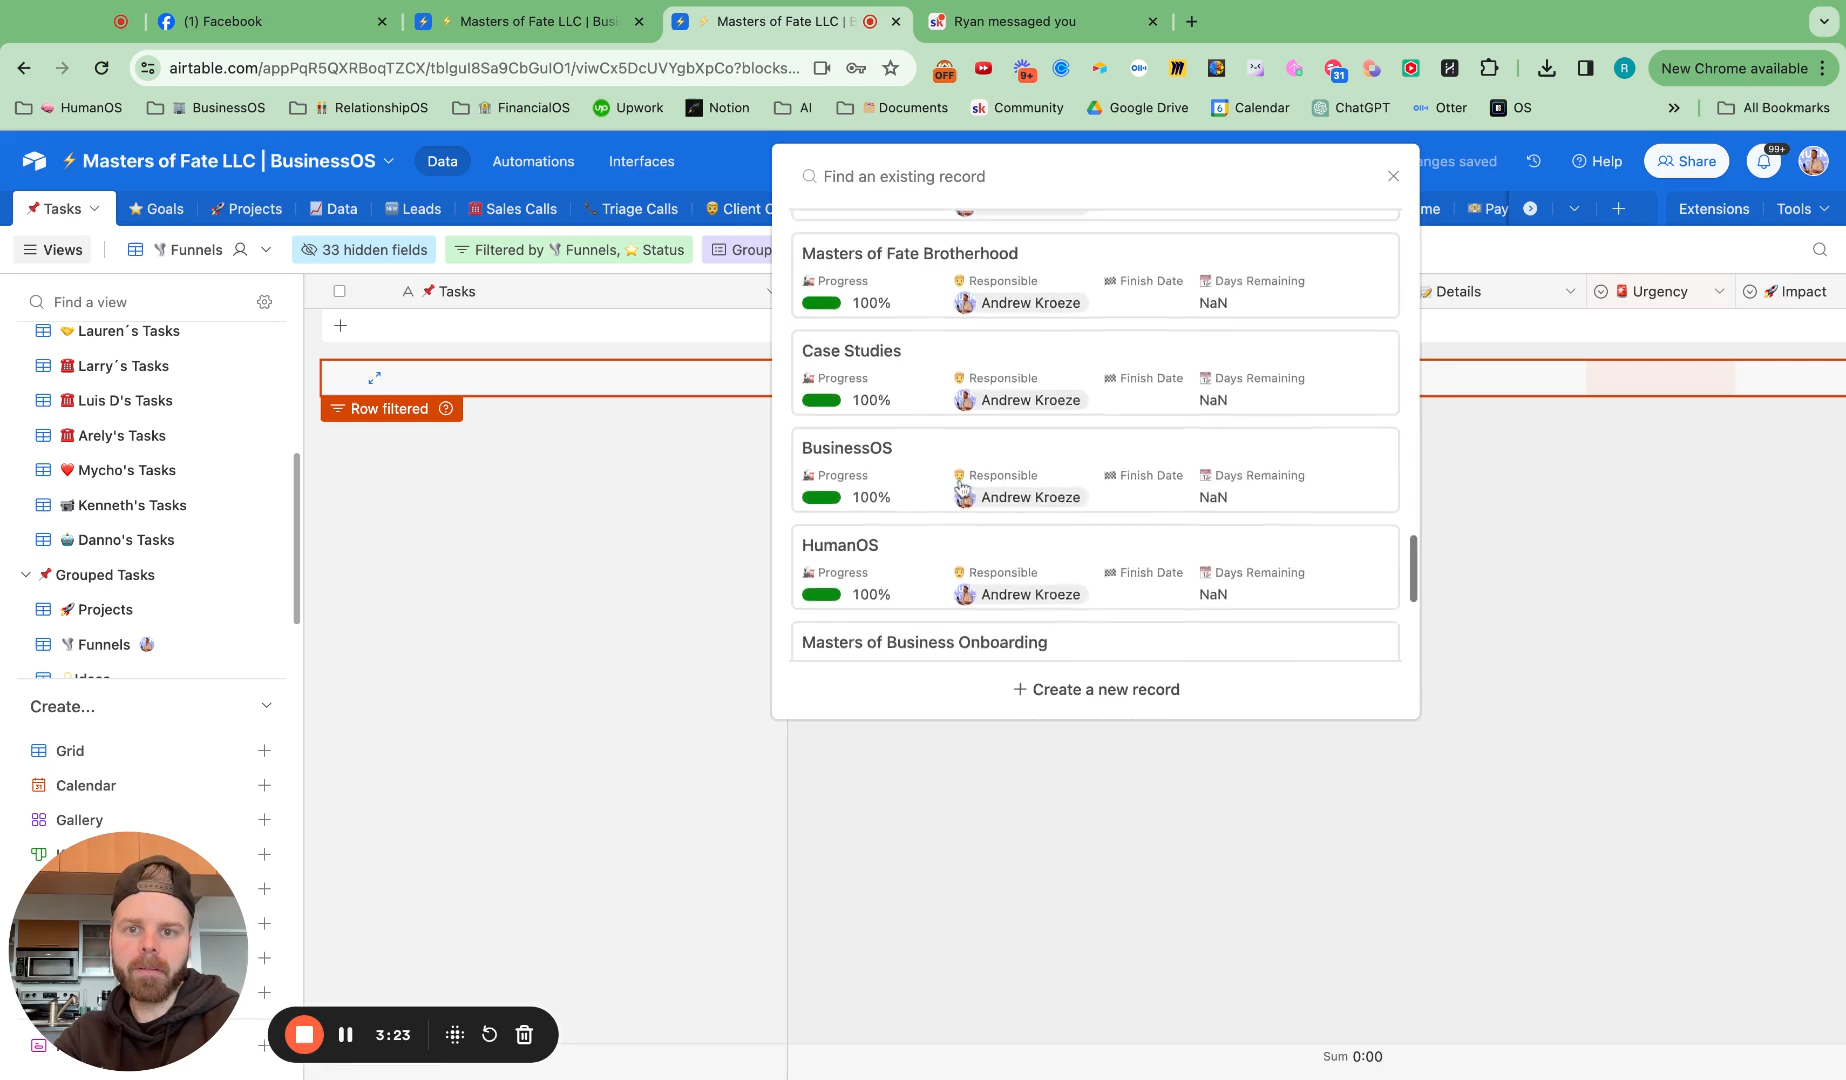 (1) Facebook
Masters of Fate LLC | Busi
Masters of Fate LLC | B
Ryan messaged you
airtable.com/appPqR5QXRBoqTZCX/tblgul8Sa9CbGulO1/viwCx5DcUVYgbXpCo?blocks...
OFF
9+
31
R
New Chrome available
HumanOS
BusinessOS
RelationshipOS
FinancialOS
Upwork
Notion
AI
Documents
Community
Google Drive
Calendar
ChatGPT
Otter
OS
All Bookmarks
Masters of Fate LLC | BusinessOS
Data
Automations
Interfaces
anges saved
Help
Share
99+
Tasks
Goals
Projects
Data
Leads
Sales Calls
Triage Calls
Client C
me
Pay
Extensions
Tools
Views
Funnels
33 hidden fields
Filtered by Funnels, Status
Group
Find a view
Lauren´s Tasks
Larry´s Tasks
Luis D's Tasks
Arely's Tasks
Mycho's Tasks
Kenneth's Tasks
Danno's Tasks
Grouped Tasks
Projects
Funnels
Create...
Grid
Calendar
Gallery
Tasks
Row filtered
Details
Urgency
Impact
Find an existing record
Masters of Fate Brotherhood
Progress Responsible Finish Date Days Remaining
100% Andrew Kroeze NaN
Case Studies
Progress Responsible Finish Date Days Remaining
100% Andrew Kroeze NaN
BusinessOS
Progress Responsible Finish Date Days Remaining
100% Andrew Kroeze NaN
HumanOS
Progress Responsible Finish Date Days Remaining
100% Andrew Kroeze NaN
Masters of Business Onboarding
+ Create a new record
3:23
Sum 0:00